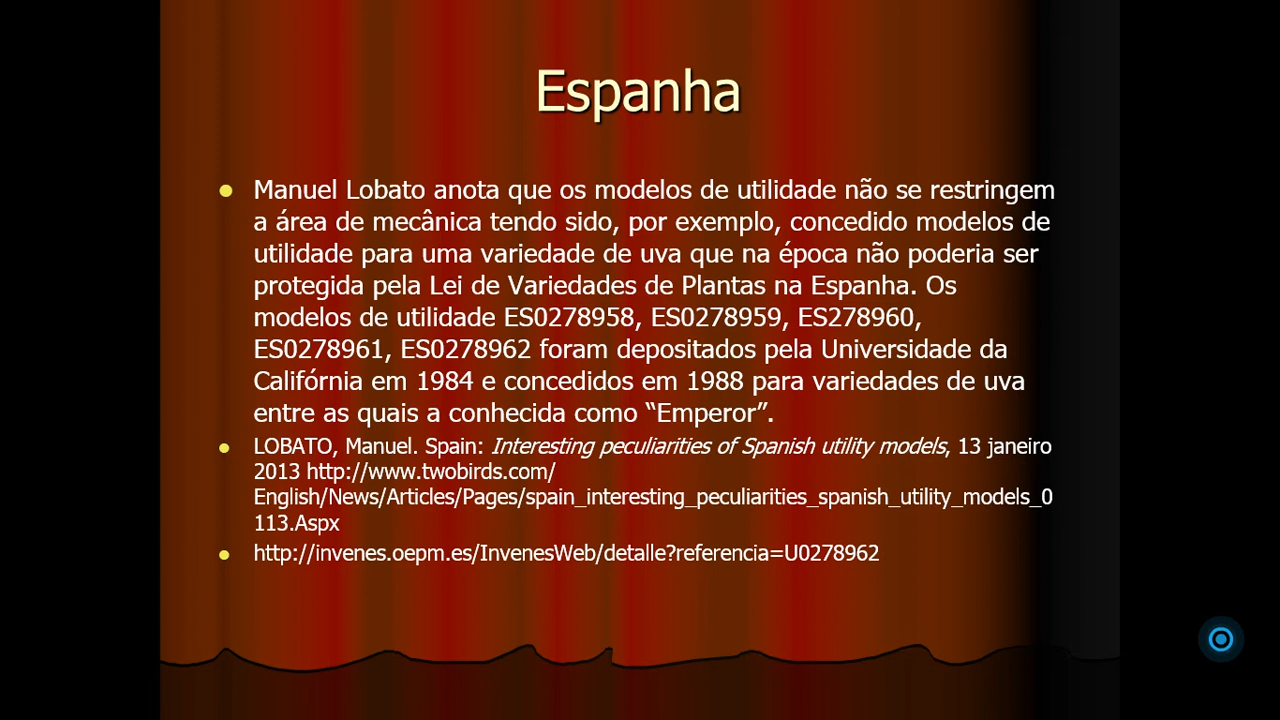 Espanha
Manuel Lobato anota que os modelos de utilidade não se restringem
a área de mecânica tendo sido, por exemplo, concedido modelos de
utilidade para uma variedade de uva que na época não poderia ser
protegida pela Lei de Variedades de Plantas na Espanha. Os
modelos de utilidade ES0278958, ES0278959, ES278960,
ES0278961, ES0278962 foram depositados pela Universidade da
Califórnia em 1984 e concedidos em 1988 para variedades de uva
entre as quais a conhecida como “Emperor”.
LOBATO, Manuel. Spain: Interesting peculiarities of Spanish utility models, 13 janeiro
2013 http://www.twobirds.com/
English/News/Articles/Pages/spain_interesting_peculiarities_spanish_utility_models_0
113.Aspx
http://invenes.oepm.es/InvenesWeb/detalle?referencia=U0278962